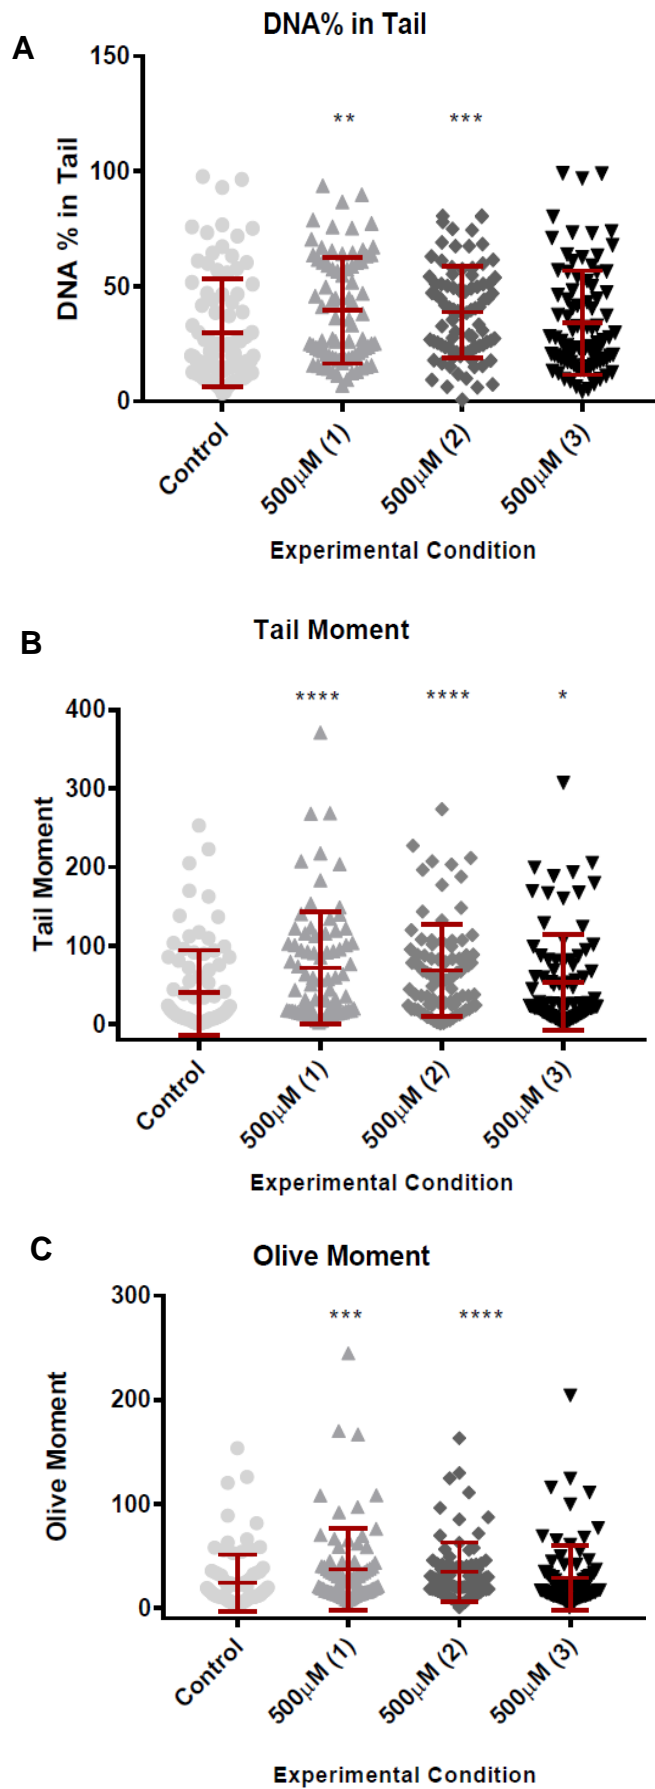 A
DNA% in Tail
DNA % in Tail
150
100
50
0
**
***
Control
500μM (1)
500μM (2)
500μM (3)
Experimental Condition
B
Tail Moment
Tail Moment
400
300
200
100
0
****
****
*
Control
500μM (1)
500μM (2)
500μM (3)
Experimental Condition
C
Olive Moment
Olive Moment
300
200
100
0
***
****
Control
500μM (1)
500μM (2)
500μM (3)
Experimental Condition